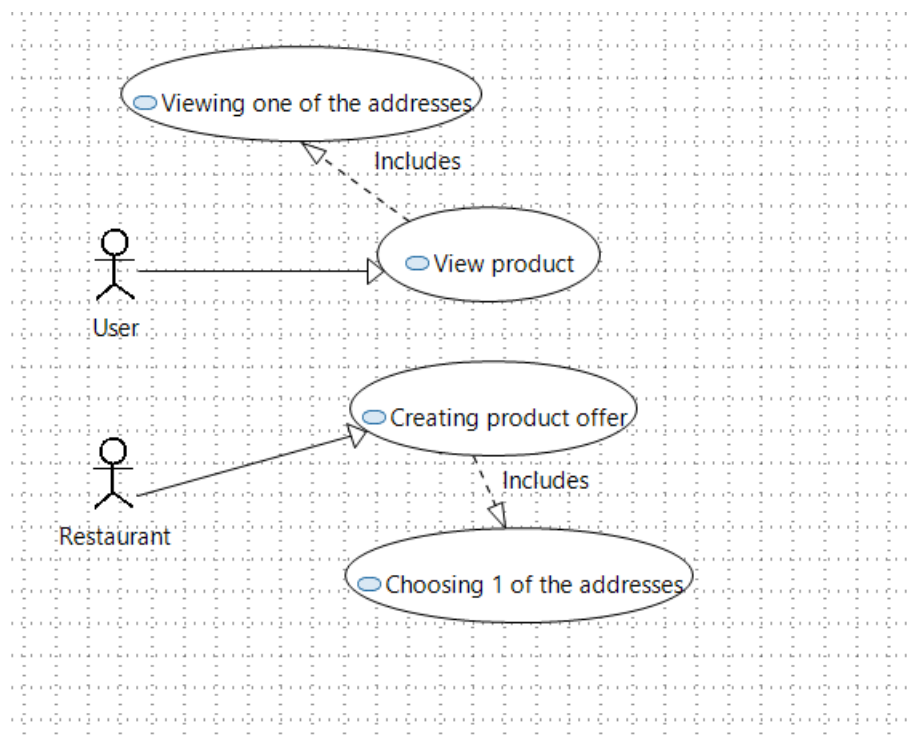 Viewing one of the addresses
Includes
View product
User
Creating product offer
Includes
Restaurant
Choosing 1 of the addresses